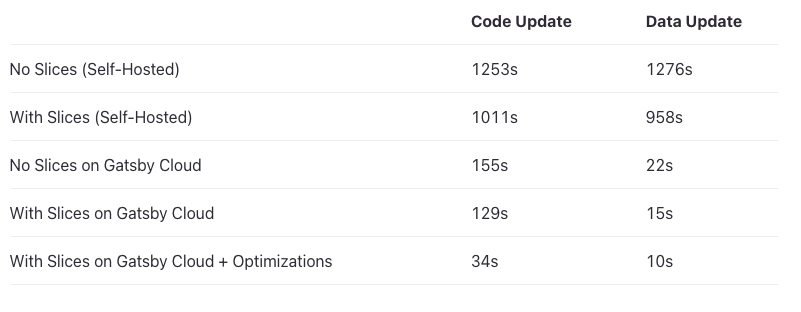 Code Update Data Update
No Slices (Self-Hosted) 1253s 1276s
With Slices (Self-Hosted) 1011s 958s
No Slices on Gatsby Cloud 155s 22s
With Slices on Gatsby Cloud 129s 15s
With Slices on Gatsby Cloud + Optimizations 34s 10s